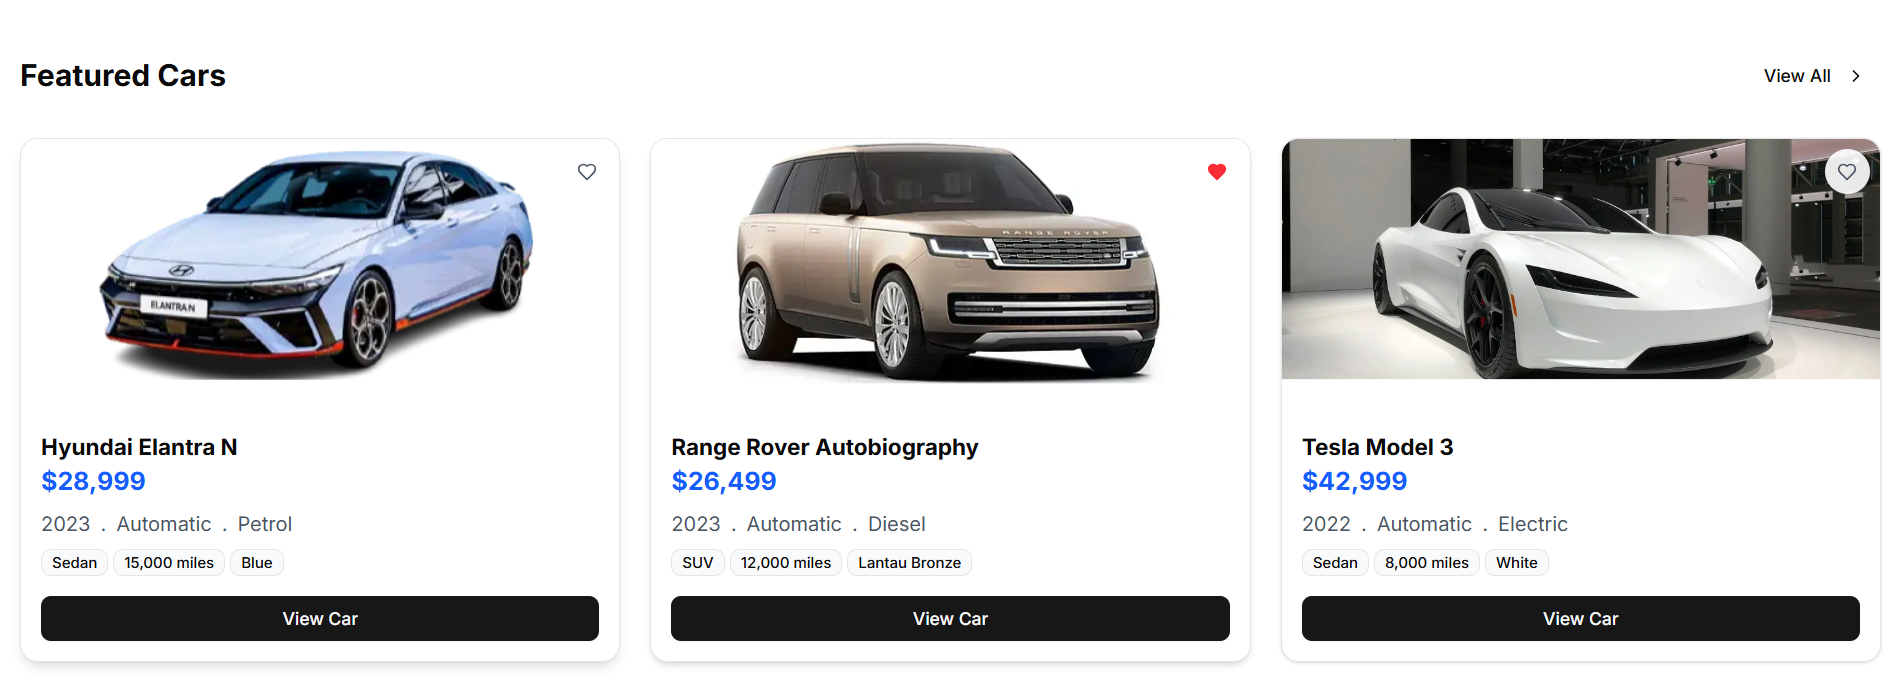 Featured Cars
View All
ELANTRA N
Hyundai Elantra N
$28,999
2023 . Automatic . Petrol
Sedan 15,000 miles Blue
View Car
RANGE ROVER
Range Rover Autobiography
$26,499
2023 . Automatic . Diesel
SUV 12,000 miles Lantau Bronze
View Car
Tesla Model 3
$42,999
2022 . Automatic . Electric
Sedan 8,000 miles White
View Car